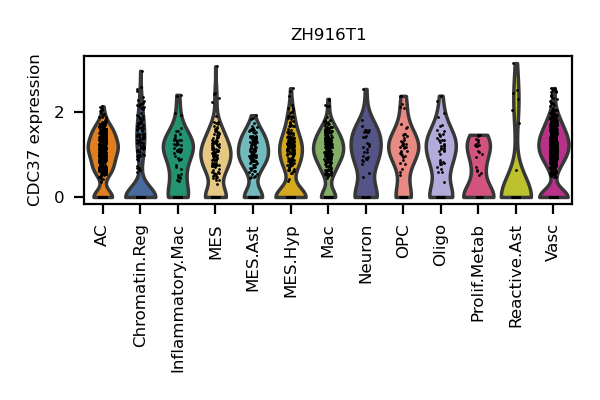 ZH916T1
CDC37 expression
2
0
AC
Chromatin.Reg
Inflammatory.Mac
MES
MES.Ast
MES.Hyp
Mac
Neuron
OPC
Oligo
Prolif.Metab
Reactive.Ast
Vasc